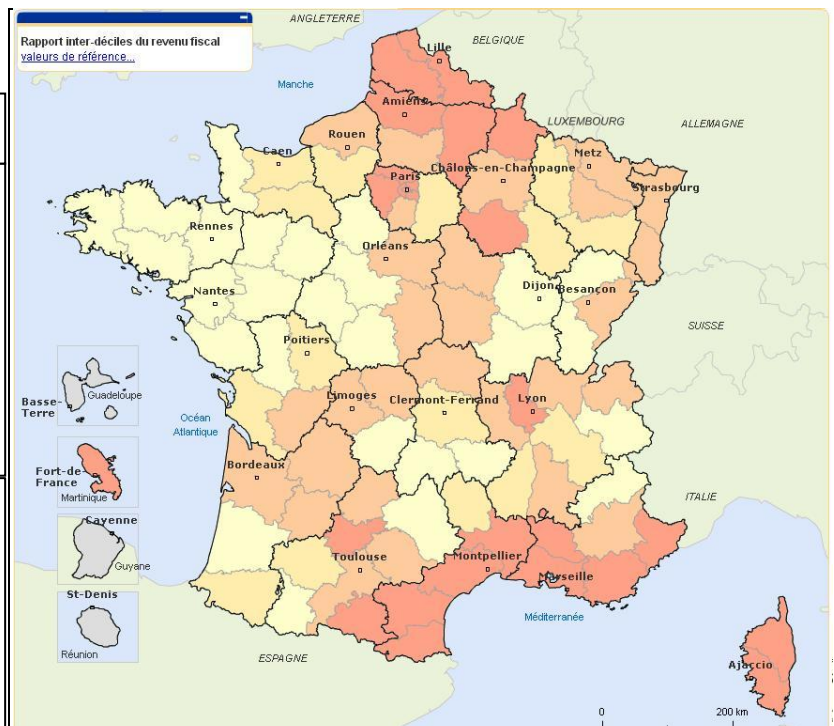 Rapport inter-déciles du revenu fiscal
valeurs de référence...
ANGLETERRE
BELGIQUE
Lille
Manche
Amiens
LUXEMBOURG
ALLEMAGNE
Rouen
Caen
Metz
Châlons-en-Champagne
Paris
Strasbourg
Rennes
Orléans
Nantes
Dijon
Besançon
SUISSE
Poitiers
Basse-
Terre
Guadeloupe
Océan
Atlantique
Limoges
Clermont-Ferrand
Lyon
Fort-de-
France
Martinique
Bordeaux
ITALIE
Cayenne
Guyane
Toulouse
Montpellier
Marseille
St-Denis
Réunion
Méditerranée
ESPAGNE
Ajaccio
0
200 km